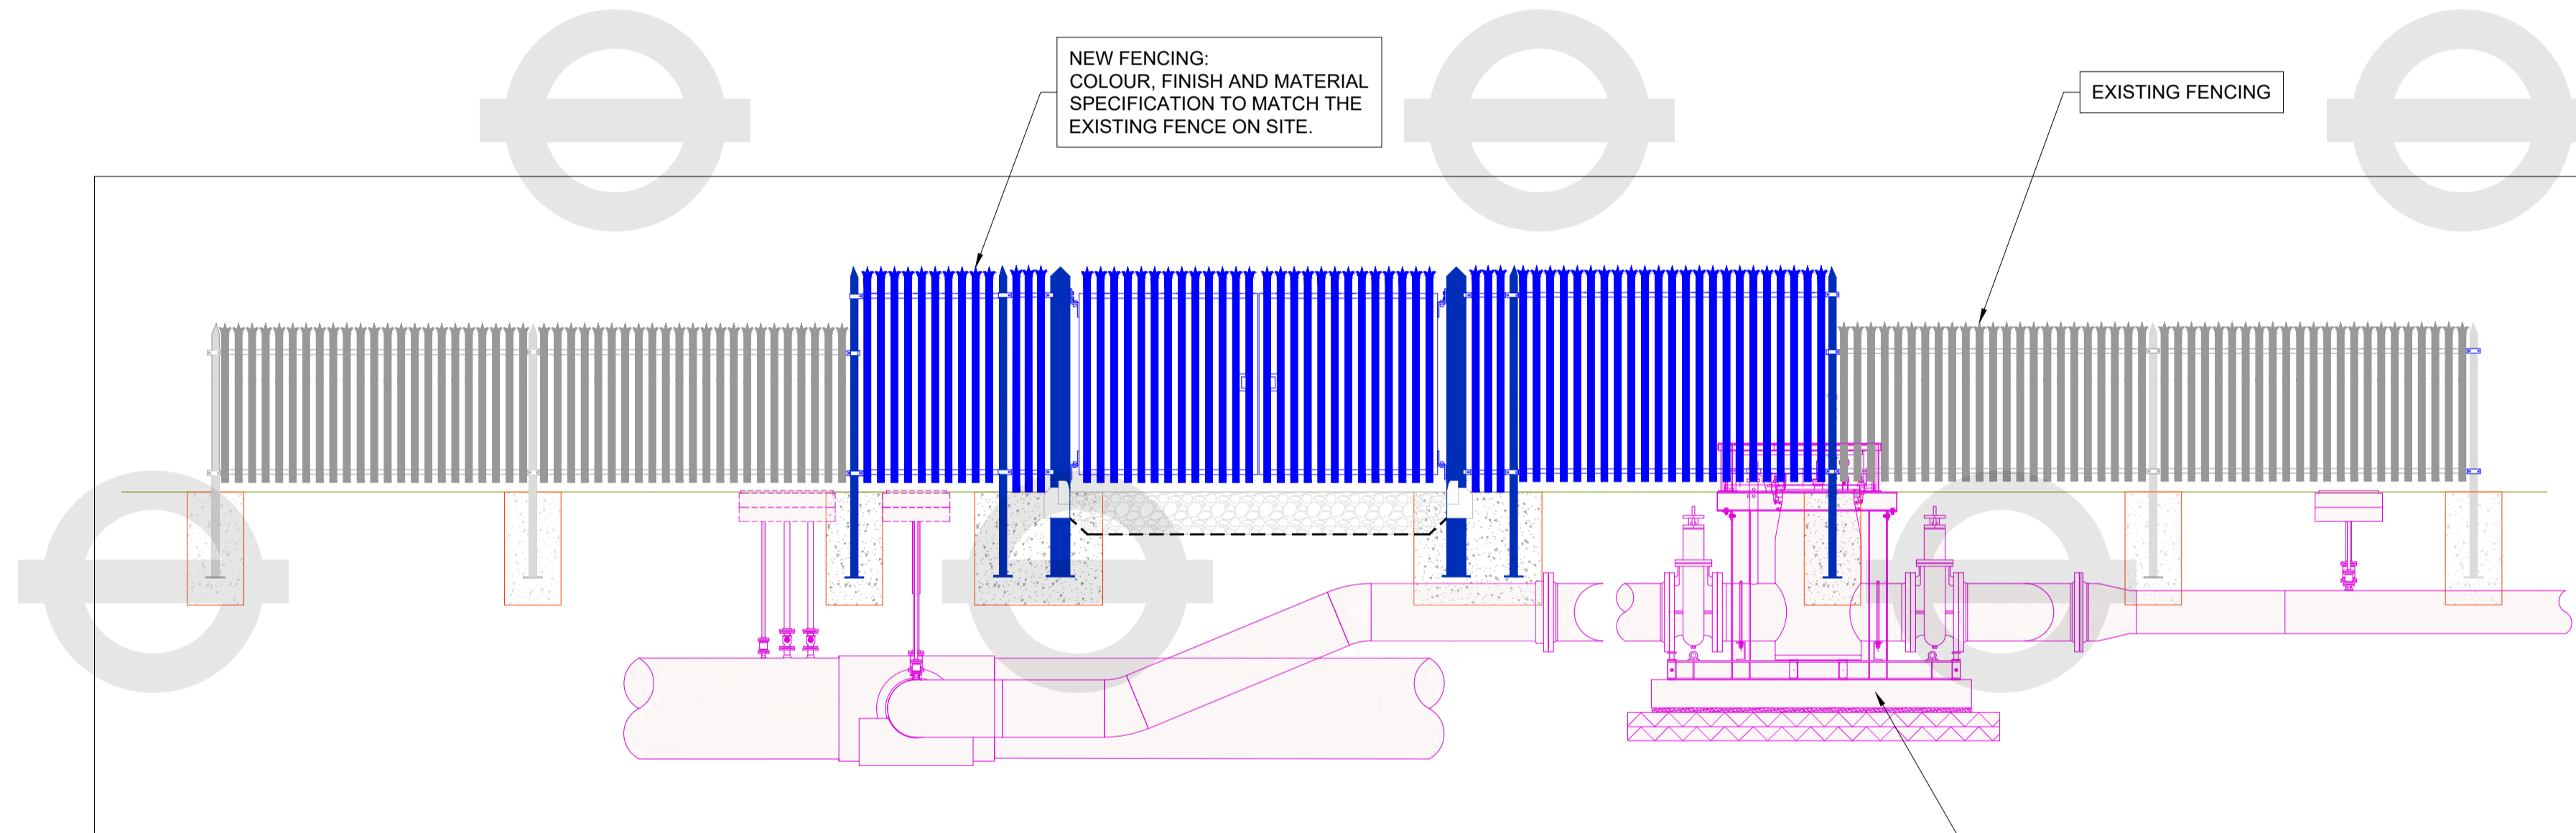 NEW FENCING:
COLOUR, FINISH AND MATERIAL
SPECIFICATION TO MATCH THE
EXISTING FENCE ON SITE.
EXISTING FENCING